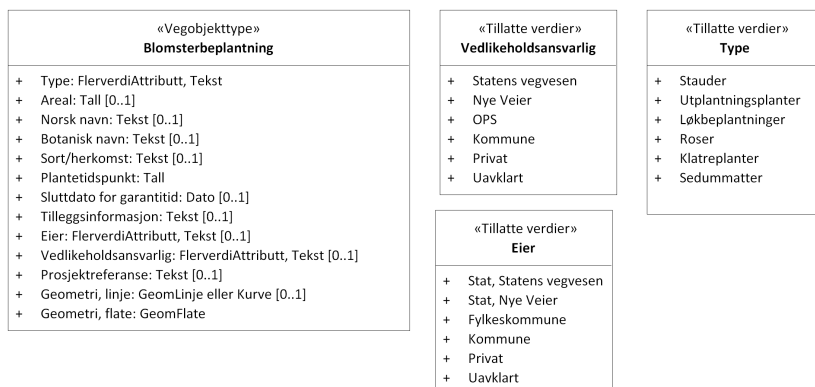 «Vegobjekttype»
Blomsterbeplantning
+ Type: FlerverdiAttributt, Tekst
+ Areal: Tall [0..1]
+ Norsk navn: Tekst [0..1]
+ Botanisk navn: Tekst [0..1]
+ Sort/herkomst: Tekst [0..1]
+ Plantetidspunkt: Tall
+ Sluttdato for garantitid: Dato [0..1]
+ Tilleggsinformasjon: Tekst [0..1]
+ Eier: FlerverdiAttributt, Tekst [0..1]
+ Vedlikeholdsansvarlig: FlerverdiAttributt, Tekst [0..1]
+ Prosjektreferanse: Tekst [0..1]
+ Geometri, linje: GeomLinje eller Kurve [0..1]
+ Geometri, flate: GeomFlate
«Tillatte verdier»
Vedlikeholdsansvarlig
+ Statens vegvesen
+ Nye Veier
+ OPS
+ Kommune
+ Privat
+ Uavklart
«Tillatte verdier»
Type
+ Stauder
+ Utplantningsplanter
+ Løkbeplantninger
+ Roser
+ Klatreplanter
+ Sedummatter
«Tillatte verdier»
Eier
+ Stat, Statens vegvesen
+ Stat, Nye Veier
+ Fylkeskommune
+ Kommune
+ Privat
+ Uavklart